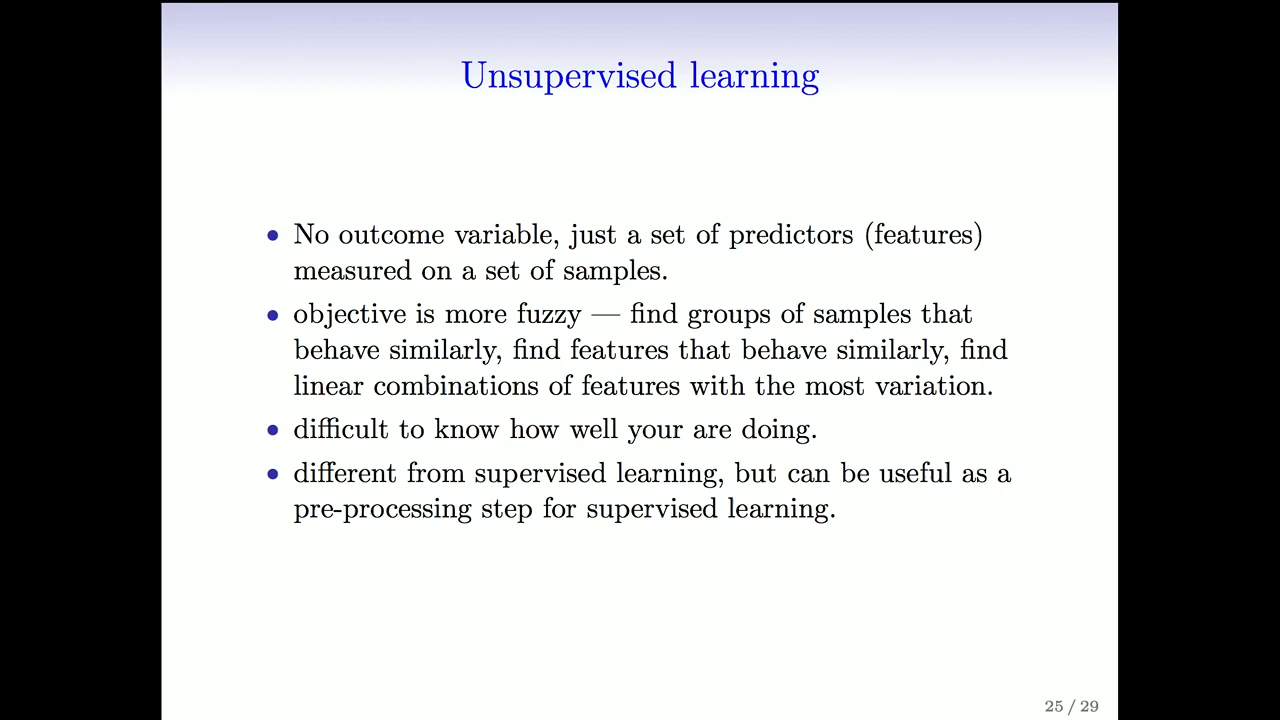 Unsupervised learning
• No outcome variable, just a set of predictors (features)
measured on a set of samples.
• objective is more fuzzy — find groups of samples that
behave similarly, find features that behave similarly, find
linear combinations of features with the most variation.
• difficult to know how well your are doing.
• different from supervised learning, but can be useful as a
pre-processing step for supervised learning.
25 / 29